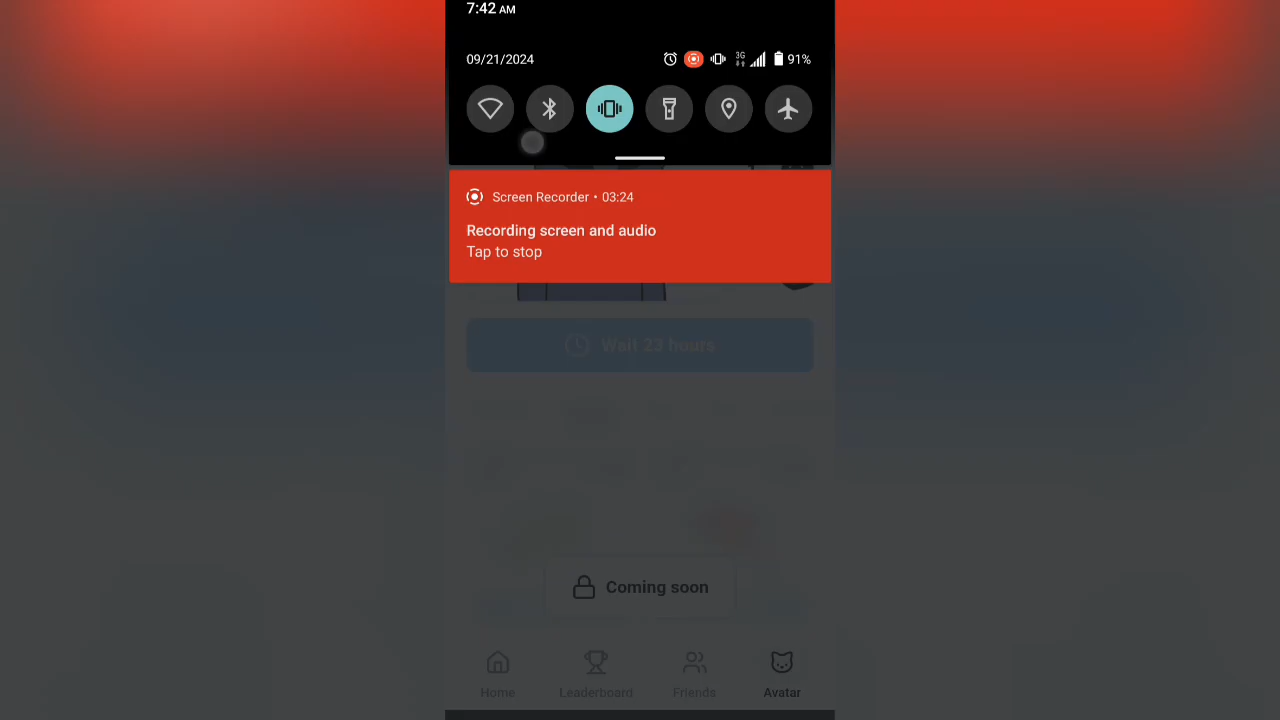 7:42 AM
09/21/2024
3G
91%
Screen Recorder • 03:24
Recording screen and audio
Tap to stop
Wait 23 hours
Coming soon
Home
Leaderboard
Friends
Avatar